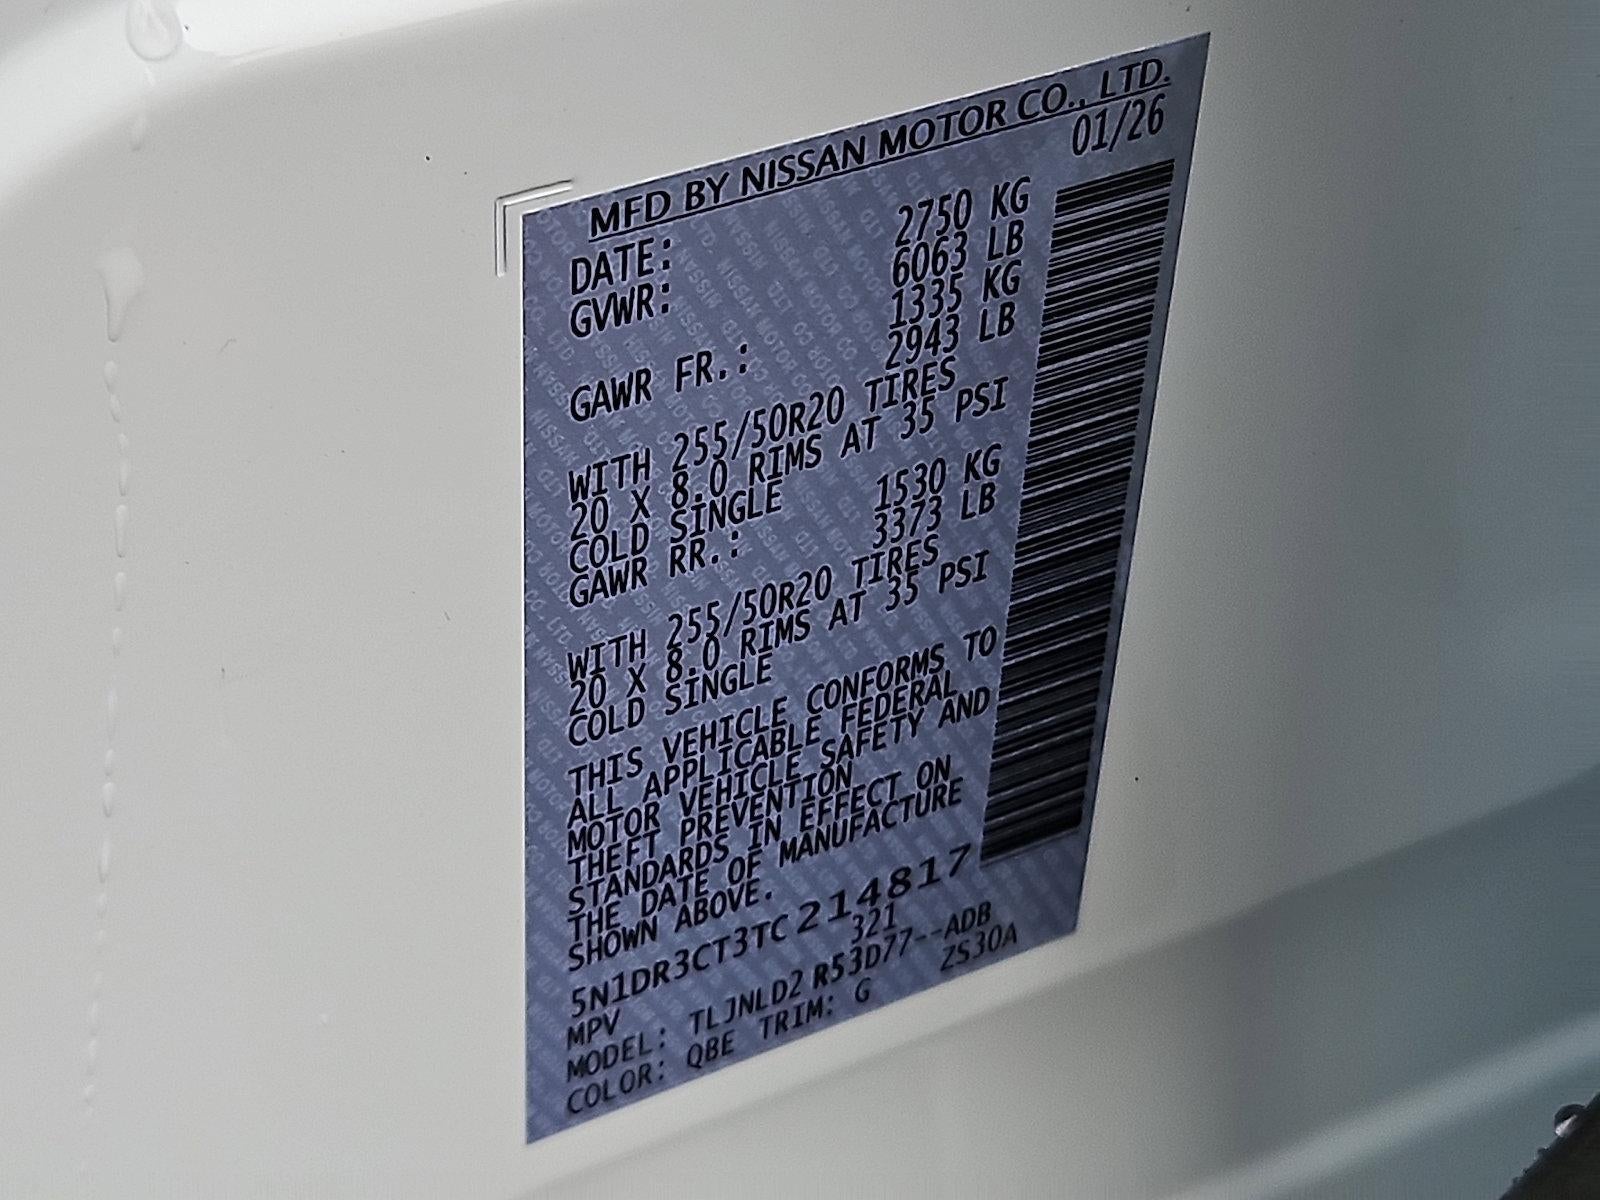 MFD BY NISSAN MOTOR CO., LTD.
DATE: 01/26
GVWR: 2750 KG
6063 LB
GAWR FR.: 1335 KG
2943 LB
WITH 255/50R20 TIRES
20 X 8.0 RIMS AT 35 PSI
COLD SINGLE
GAWR RR.: 1530 KG
3373 LB
WITH 255/50R20 TIRES
20 X 8.0 RIMS AT 35 PSI
COLD SINGLE
THIS VEHICLE CONFORMS TO
ALL APPLICABLE FEDERAL
MOTOR VEHICLE SAFETY AND
THEFT PREVENTION
STANDARDS IN EFFECT ON
THE DATE OF MANUFACTURE
SHOWN ABOVE.
5N1DR3CT3TC214817
MPV 321
MODEL: TLJNLD2 R53D77--ADB
COLOR: QBE TRIM: G ZS30A